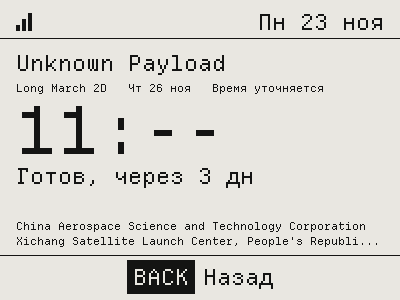 Пн 23 ноя
Unknown Payload
Long March 2D Чт 26 ноя Время уточняется
11:--
Готов, через 3 дн
China Aerospace Science and Technology Corporation
Xichang Satellite Launch Center, People's Republi...
BACK Назад